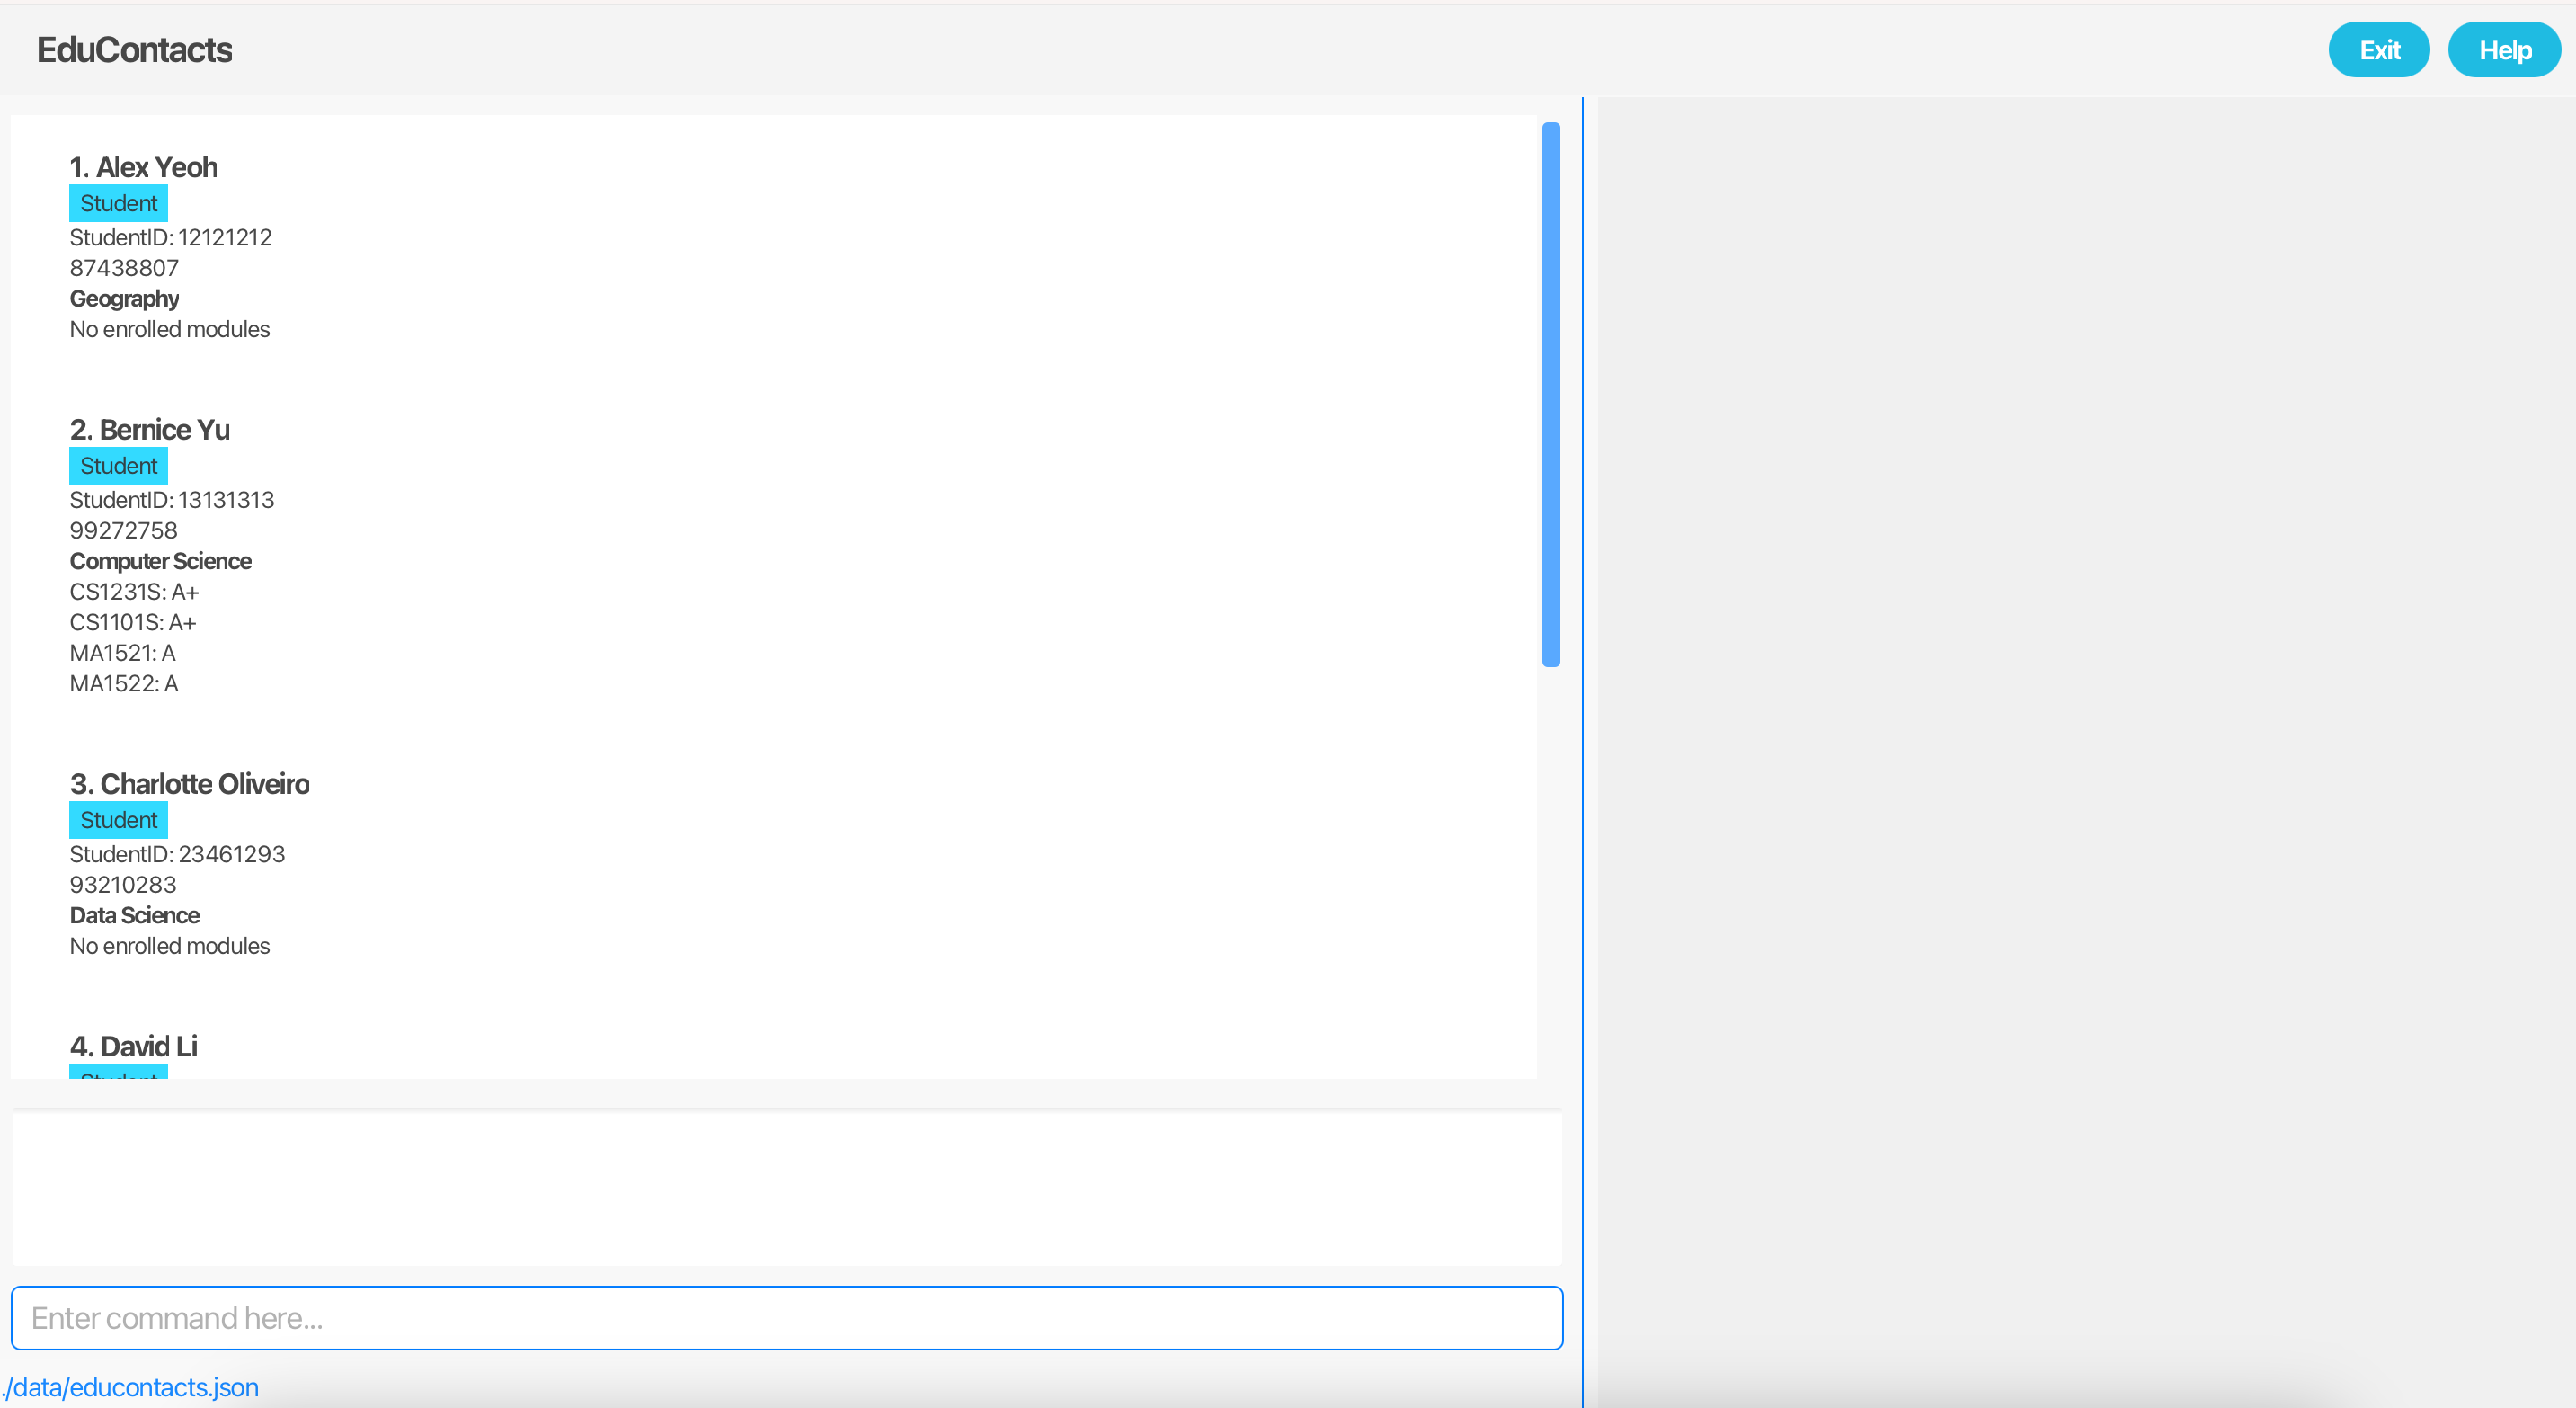 EduContacts
Exit
Help
1. Alex Yeoh
Student
StudentID: 12121212
87438807
Geography
No enrolled modules
2. Bernice Yu
Student
StudentID: 13131313
99272758
Computer Science
CS1231S: A+
CS1101S: A+
MA1521: A
MA1522: A
3. Charlotte Oliveiro
Student
StudentID: 23461293
93210283
Data Science
No enrolled modules
4. David Li
Student
Enter command here...
./data/educontacts.json